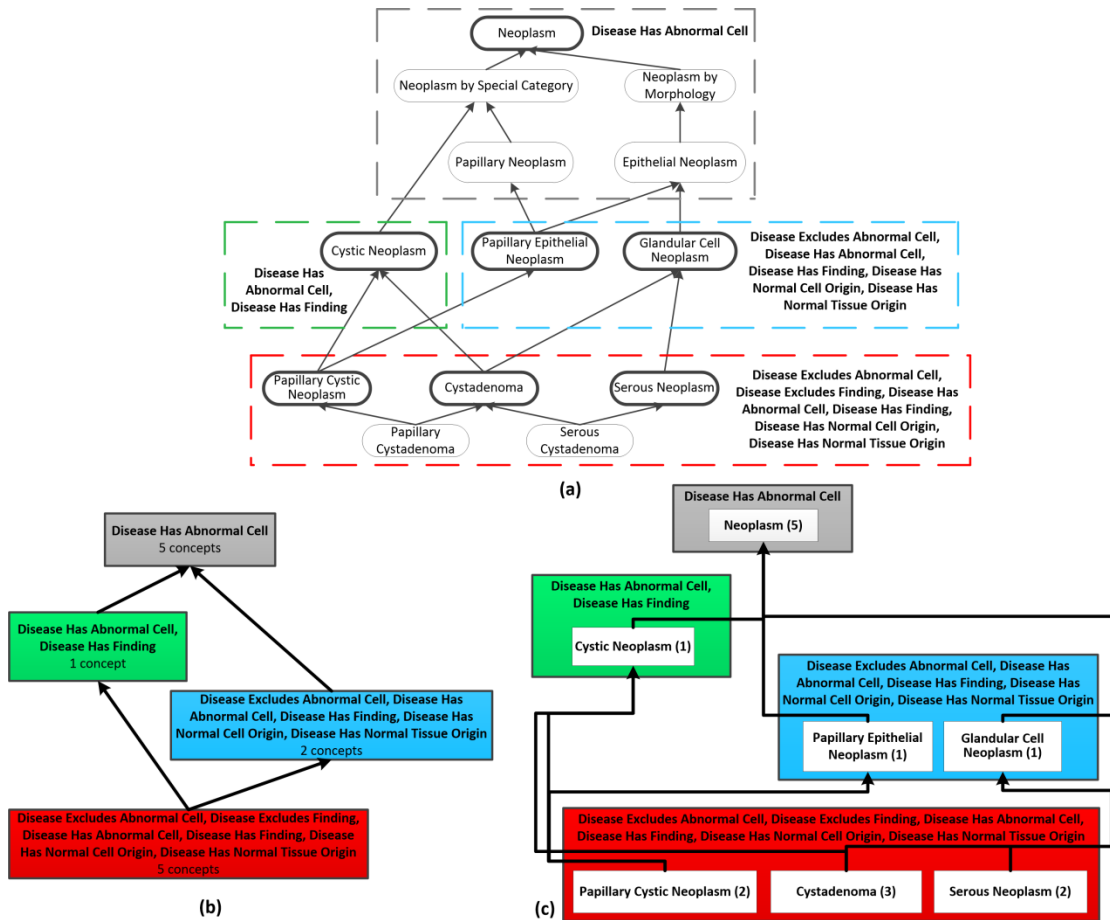 Neoplasm
Disease Has Abnormal Cell
Neoplasm by Special Category
Neoplasm by
Morphology
Papillary Neoplasm
Epithelial Neoplasm
Cystic Neoplasm
Disease Has
Abnormal Cell,
Disease Has Finding
Papillary Epithelial
Neoplasm
Glandular Cell
Neoplasm
Disease Excludes Abnormal Cell,
Disease Has Abnormal Cell,
Disease Has Finding, Disease Has
Normal Cell Origin, Disease Has
Normal Tissue Origin
Papillary Cystic
Neoplasm
Cystadenoma
Serous Neoplasm
Papillary
Cystadenoma
Serous
Cystadenoma
Disease Excludes Abnormal Cell,
Disease Excludes Finding, Disease Has
Abnormal Cell, Disease Has Finding,
Disease Has Normal Cell Origin,
Disease Has Normal Tissue Origin
(a)
Disease Has Abnormal Cell
5 concepts
Disease Has Abnormal Cell,
Disease Has Finding
1 concept
Disease Excludes Abnormal Cell, Disease Has
Abnormal Cell, Disease Has Finding, Disease Has
Normal Cell Origin, Disease Has Normal Tissue Origin
2 concepts
Disease Excludes Abnormal Cell, Disease Excludes Finding,
Disease Has Abnormal Cell, Disease Has Finding, Disease
Has Normal Cell Origin, Disease Has Normal Tissue Origin
5 concepts
(b)
Disease Has Abnormal Cell
Neoplasm (5)
Disease Has Abnormal Cell,
Disease Has Finding
Cystic Neoplasm (1)
Disease Excludes Abnormal Cell, Disease Has
Abnormal Cell, Disease Has Finding, Disease Has
Normal Cell Origin, Disease Has Normal Tissue Origin
Papillary Epithelial
Neoplasm (1)
Glandular Cell
Neoplasm (1)
Disease Excludes Abnormal Cell, Disease Excludes Finding, Disease Has Abnormal Cell,
Disease Has Finding, Disease Has Normal Cell Origin, Disease Has Normal Tissue Origin
Papillary Cystic Neoplasm (2)
Cystadenoma (3)
Serous Neoplasm (2)
(c)